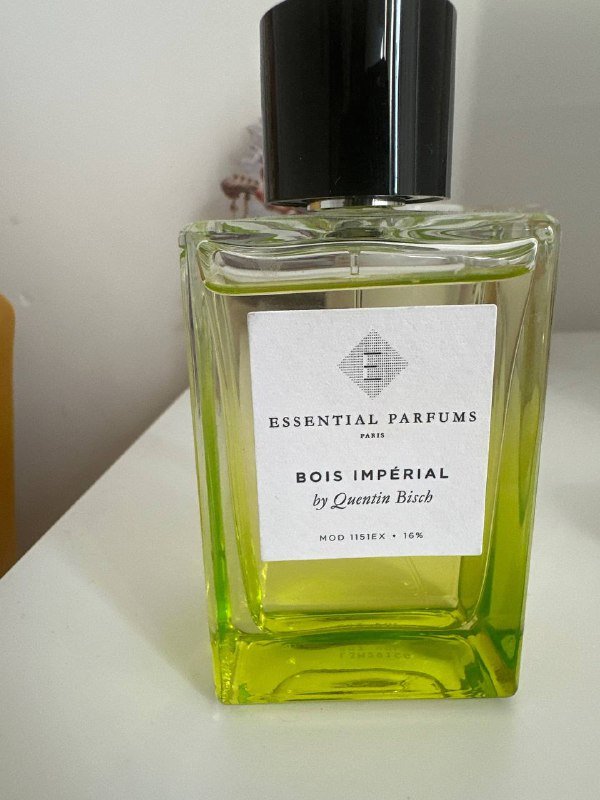 E
ESSENTIAL PARFUMS
PARIS
BOIS IMPÉRIAL
by Quentin Bisch
MOD 1151EX • 16%